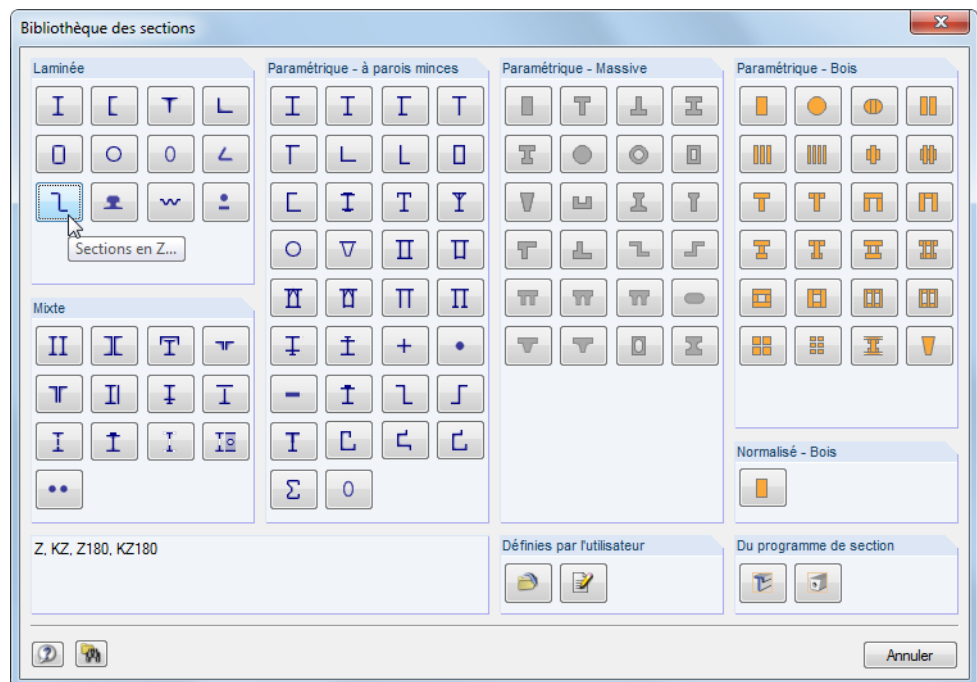 Bibliothèque des sections
Laminée
Paramétrique - à parois minces
Paramétrique - Massive
Paramétrique - Bois
Sections en Z...
Mixte
Normalisé - Bois
Z, KZ, Z180, KZ180
Définies par l'utilisateur
Du programme de section
Annuler